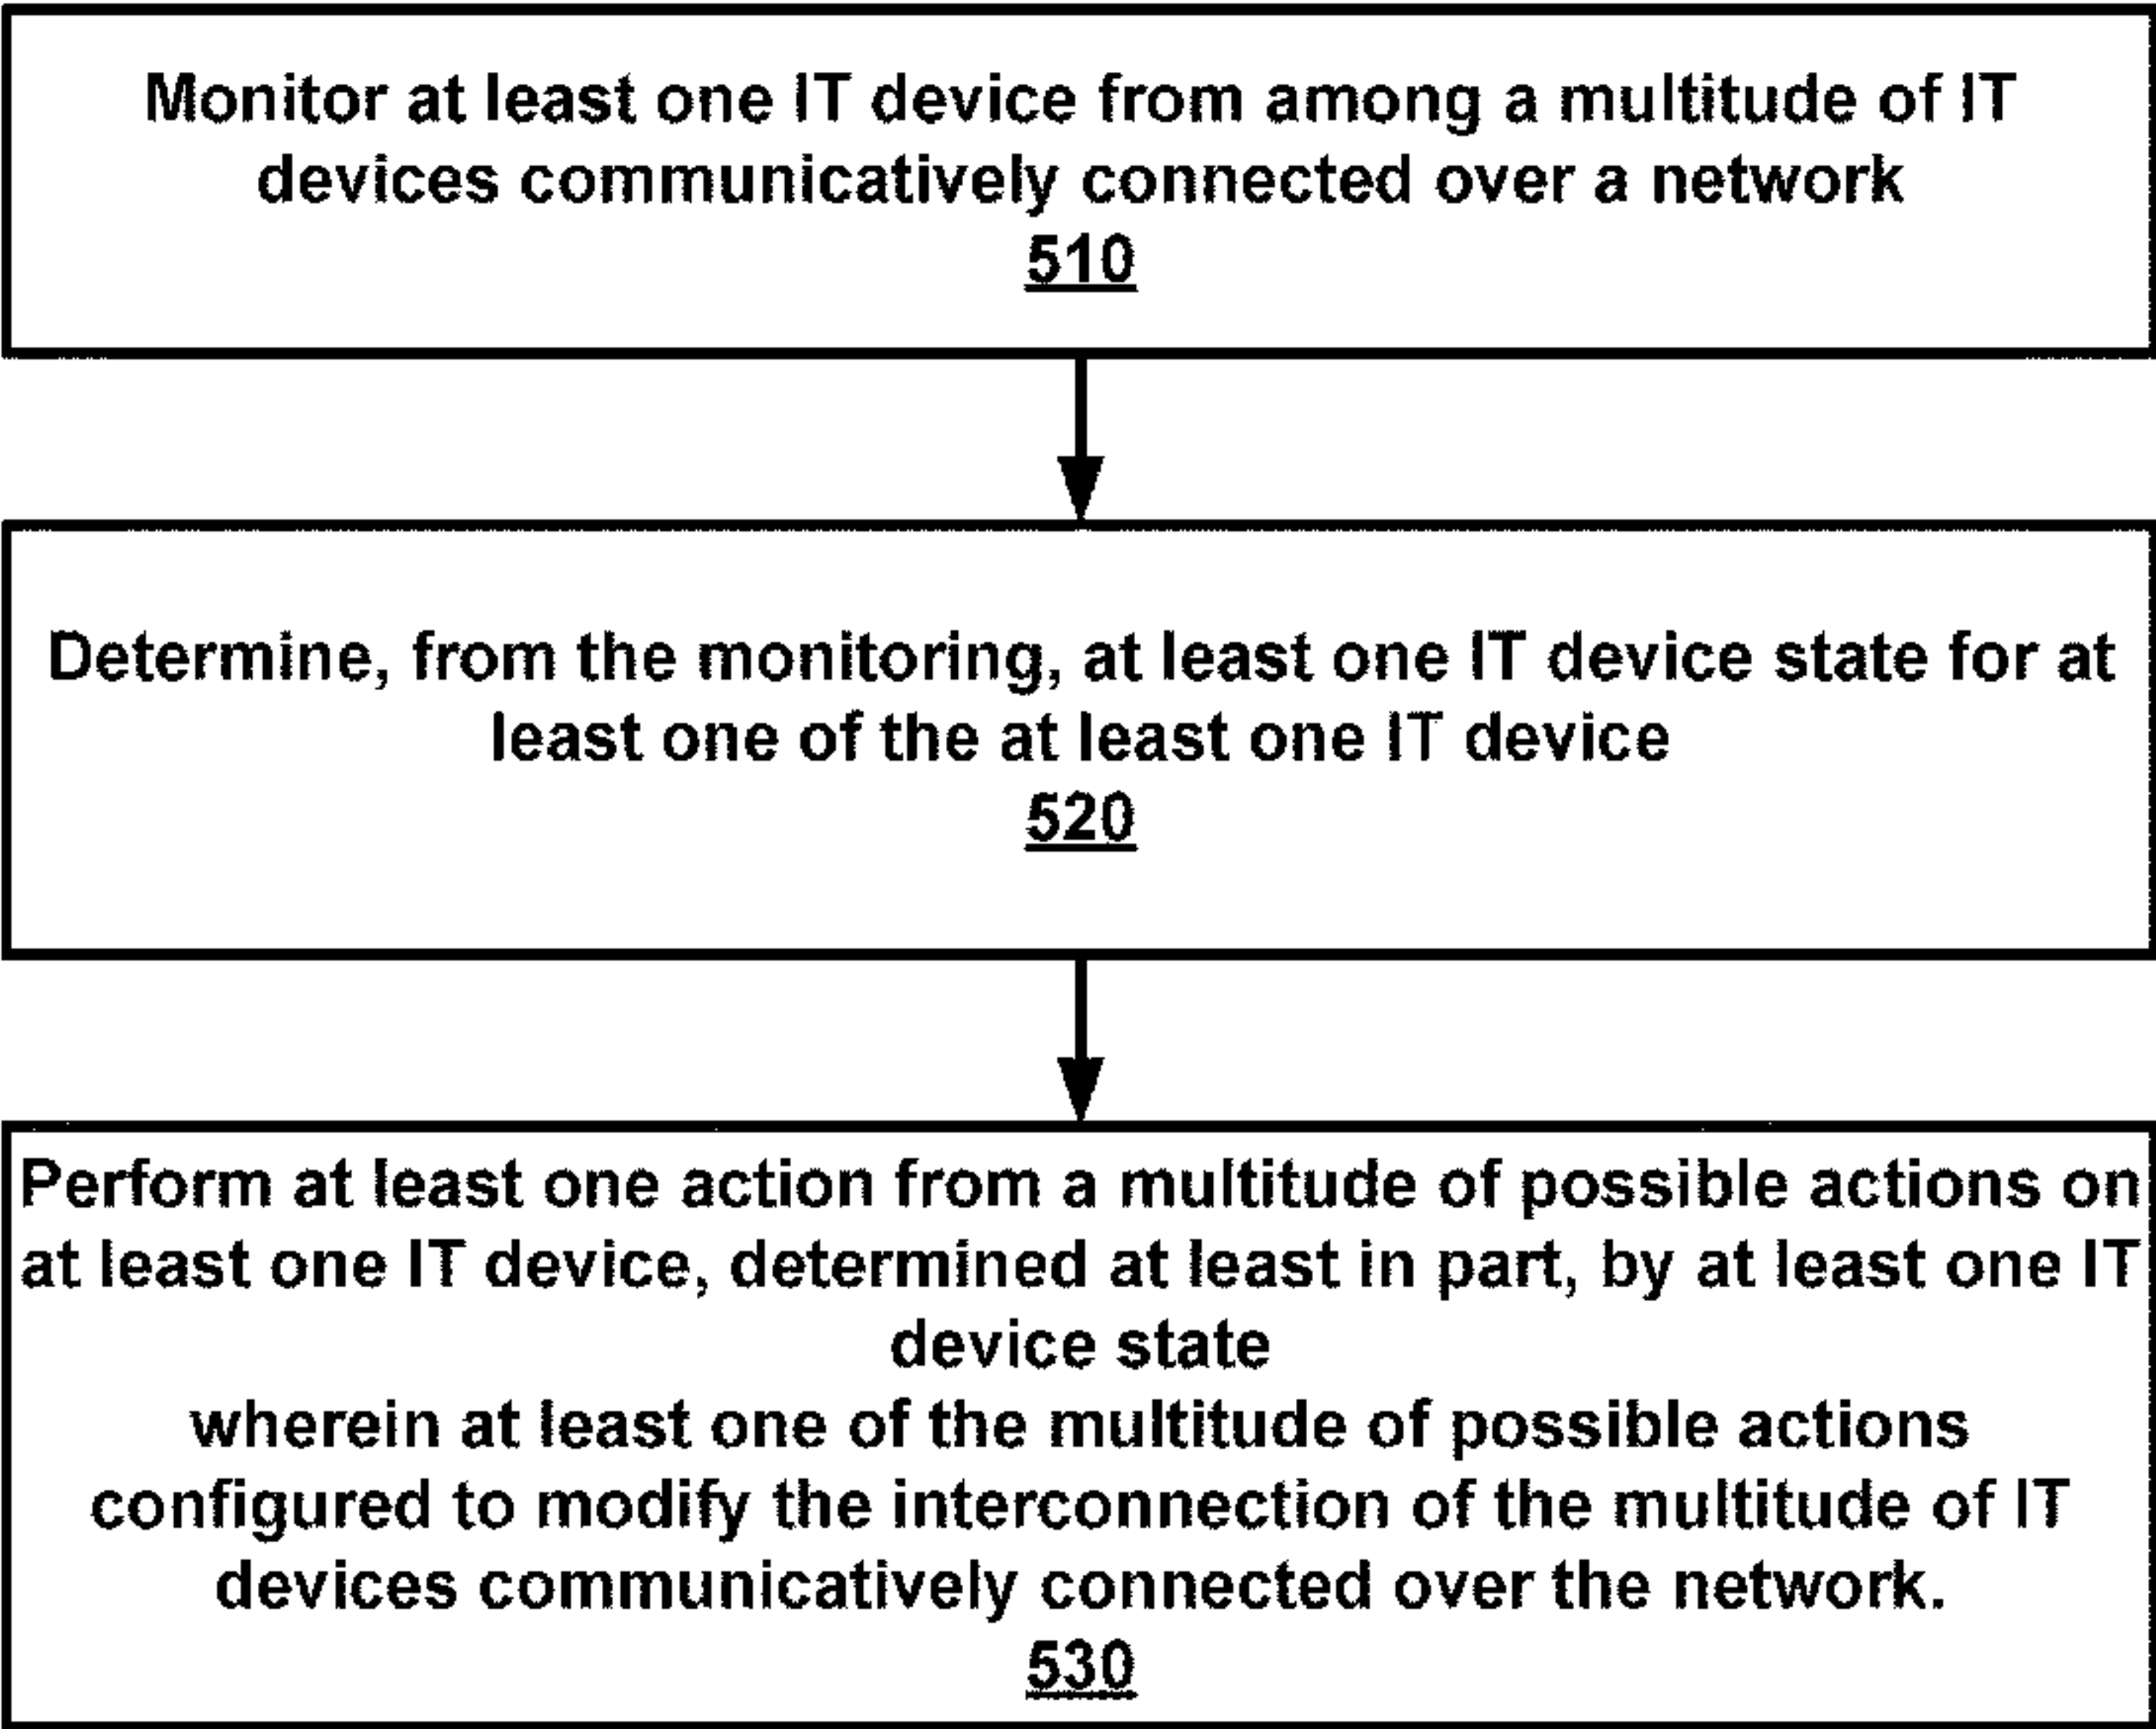 Monitor at least one IT device from among a multitude of IT
devices communicatively connected over a network
510
Determine, from the monitoring, at least one IT device state for at
least one of the at least one IT device
520
Perform at least one action from a multitude of possible actions on
at least one IT device, determined at least in part, by at least one IT
device state
wherein at least one of the multitude of possible actions
configured to modify the interconnection of the multitude of IT
devices communicatively connected over the network.
530